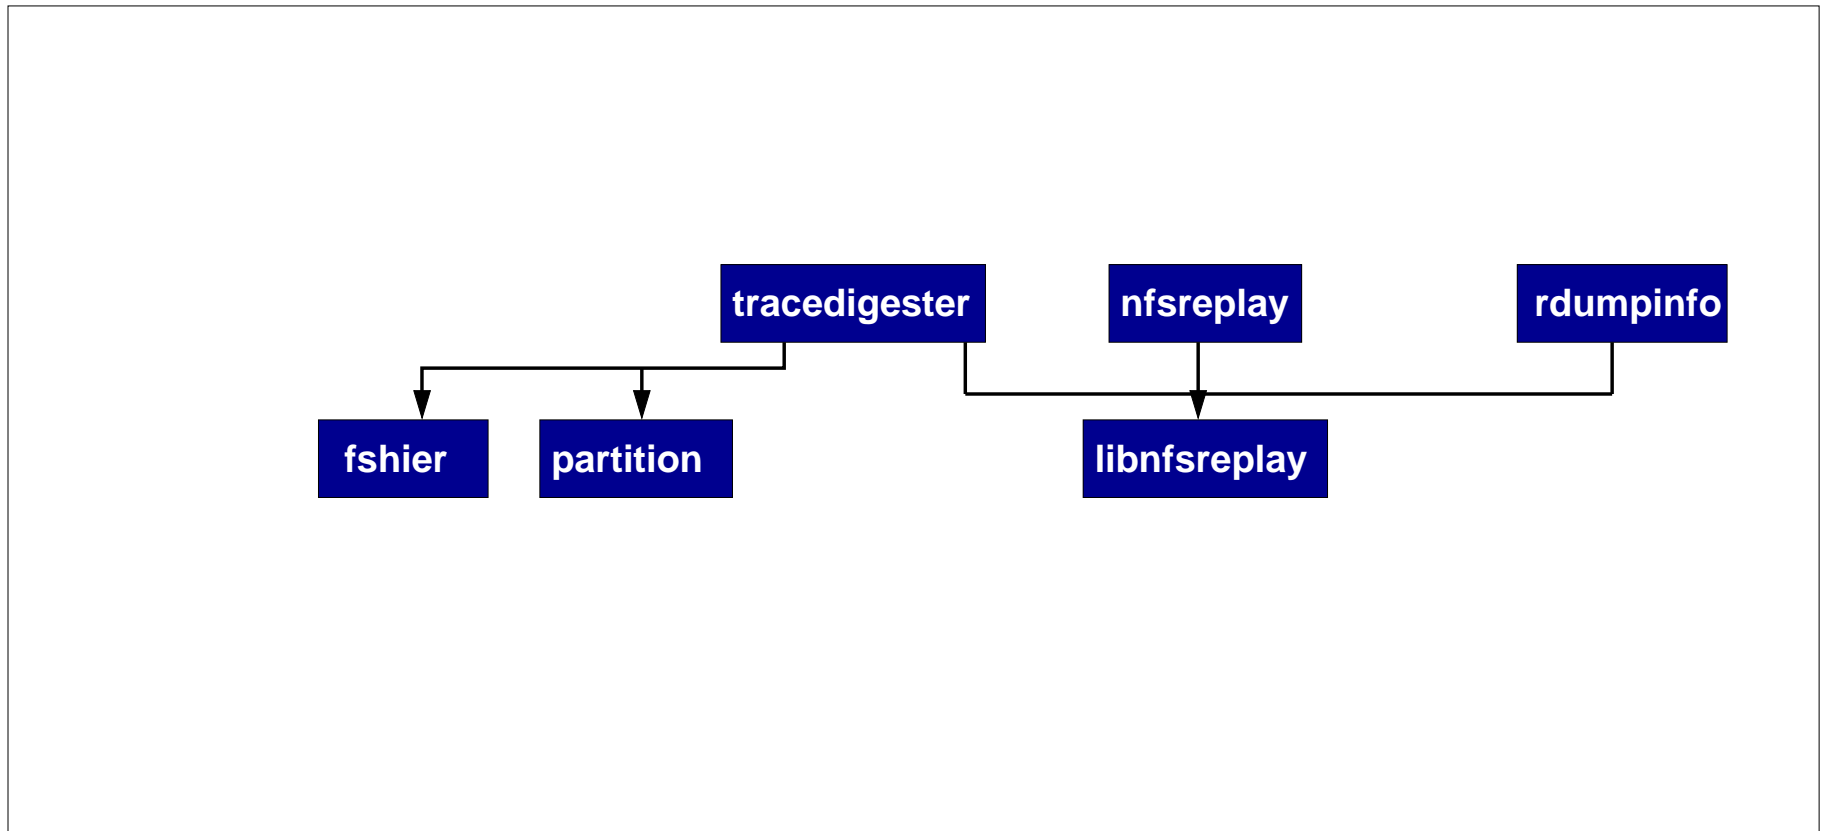 tracedigester
nfsreplay
rdumpinfo
fshier
partition
libnfsreplay